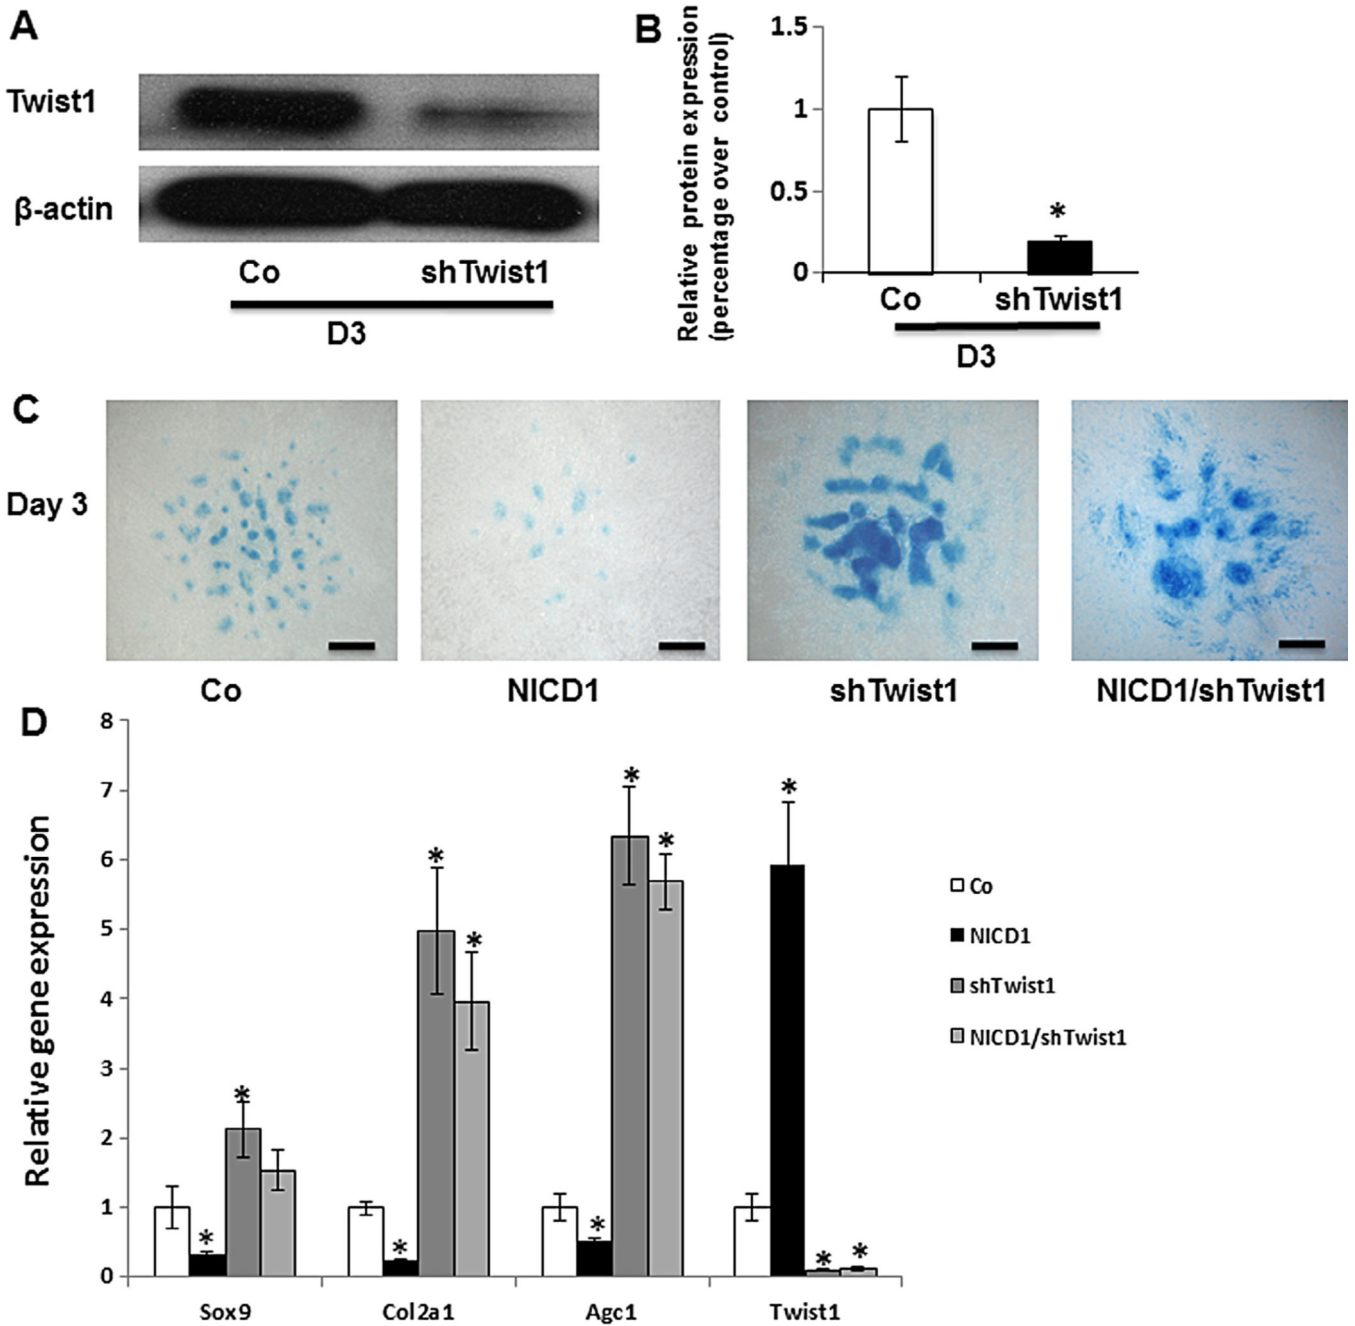 A
Twist1
β-actin
Co shTwist1
D3
B
Relative protein expression
(percentage over control)
1.5
1
0.5
0
*
Co shTwist1
D3
C
Day 3
Co NICD1 shTwist1 NICD1/shTwist1
D
Relative gene expression
8
7
6
5
4
3
2
1
0
* *
* * *
* * *
* * *
Sox9 Col2a1 Agc1 Twist1
Co
NICD1
shTwist1
NICD1/shTwist1